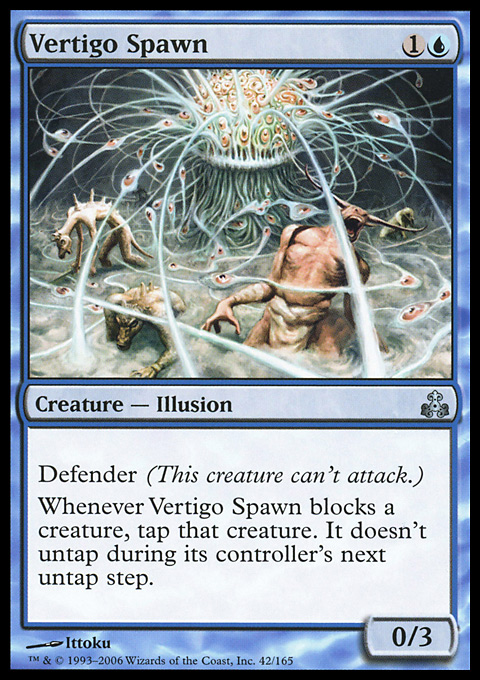 Vertigo Spawn
1
Creature — Illusion
Defender (This creature can't attack.)
Whenever Vertigo Spawn blocks a
creature, tap that creature. It doesn't
untap during its controller's next
untap step.
0/3
Ittoku
™ & © 1993–2006 Wizards of the Coast, Inc. 42/165